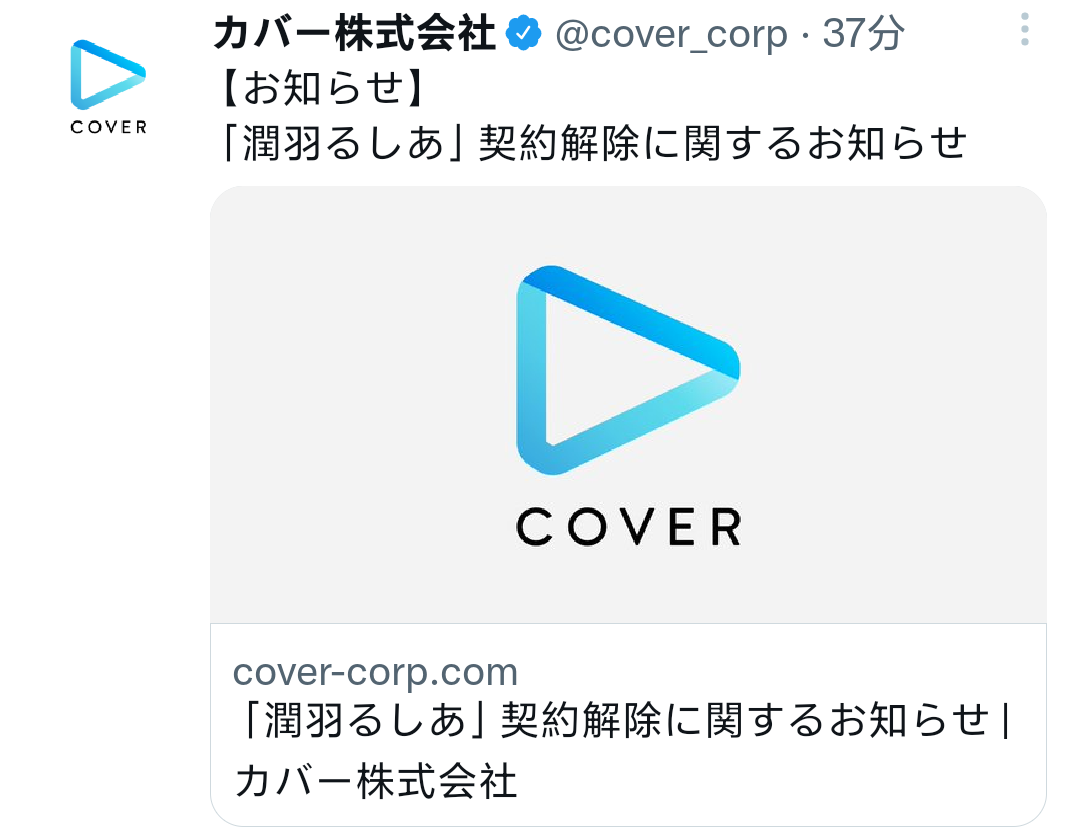 カバー株式会社 @cover_corp · 37分
【お知らせ】
「潤羽るしあ」契約解除に関するお知らせ
COVER
COVER
cover-corp.com
「潤羽るしあ」契約解除に関するお知らせ |
カバー株式会社